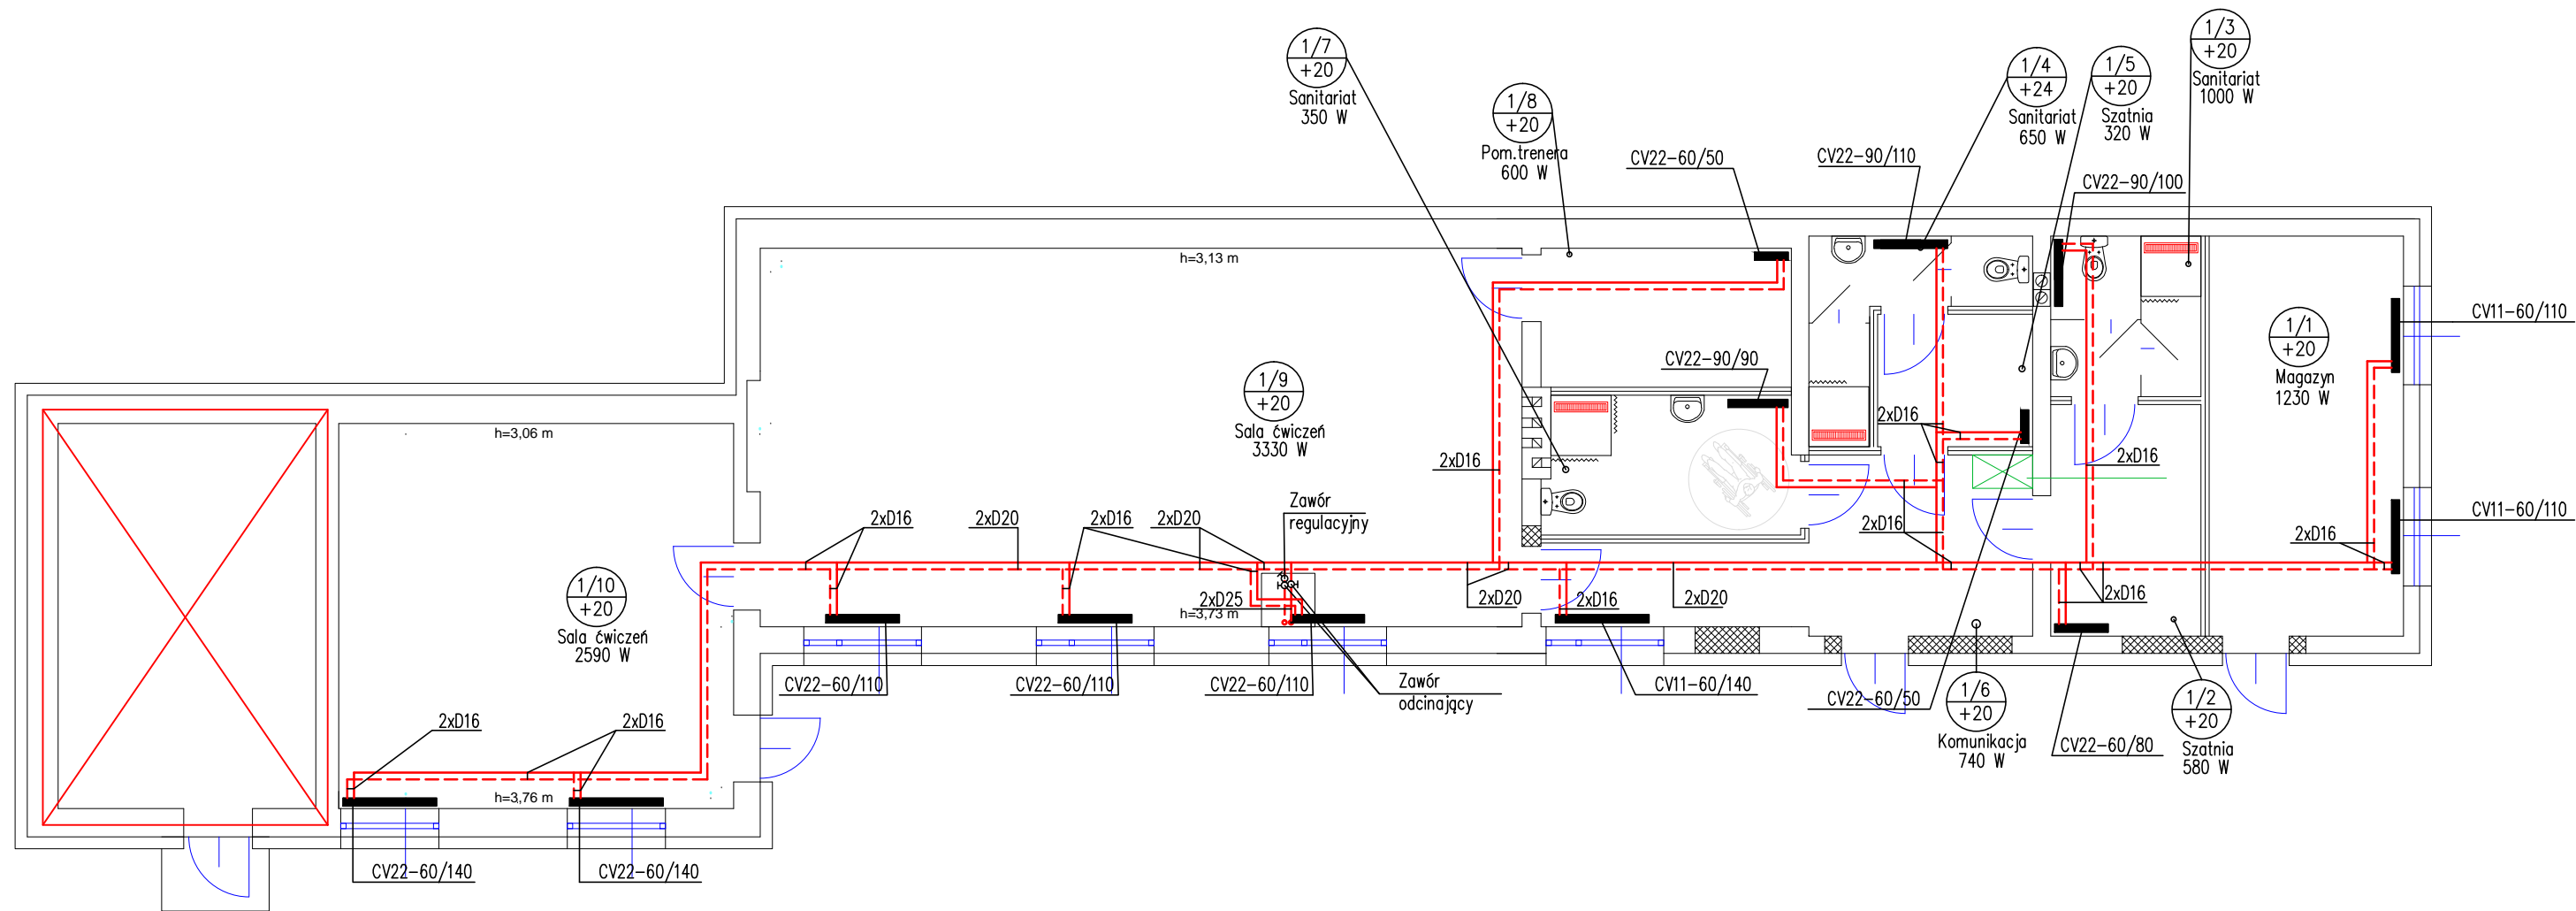 1/7
+20
Sanitariat
350 W
1/8
+20
Pom.trenera
600 W
1/4
+24
Sanitariat
650 W
1/5
+20
Szatnia
320 W
1/3
+20
Sanitariat
1000 W
CV22-60/50
CV22-90/110
CV22-90/100
h=3,13 m
CV11-60/110
1/1
+20
Magazyn
1230 W
CV22-90/90
1/9
+20
Sala ćwiczeń
3330 W
h=3,06 m
2xD16
2xD16
2xD16
Zawór
regulacyjny
CV11-60/110
2xD16
2xD20
2xD16
2xD20
2xD16
2xD16
1/10
+20
Sala ćwiczeń
2590 W
2xD25
h=3,73 m
2xD20
2xD16
2xD20
2xD16
CV22-60/110
CV22-60/110
CV22-60/110
Zawór
odcinający
CV11-60/140
CV22-60/50
1/6
+20
Komunikacja
740 W
CV22-60/80
1/2
+20
Szatnia
580 W
2xD16
2xD16
h=3,76 m
CV22-60/140
CV22-60/140